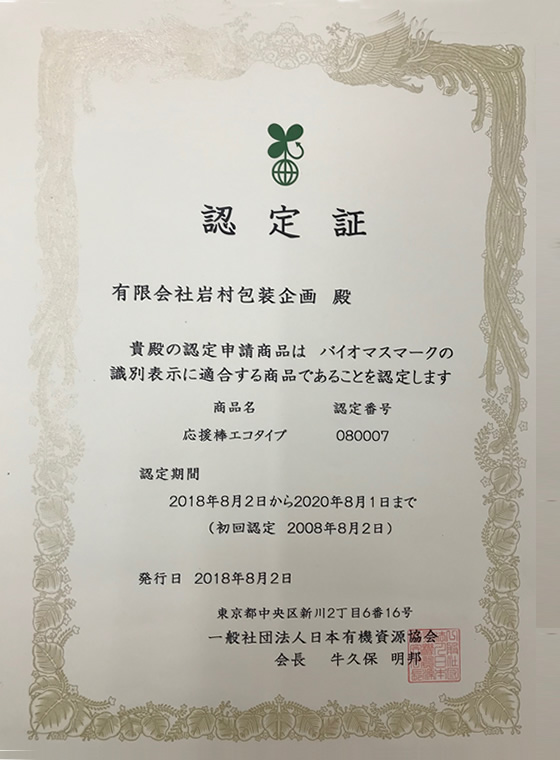 認定証
有限会社岩村包装企画 殿
貴殿の認定申請商品は バイオマスマークの
識別表示に適合する商品であることを認定します
商品名 認定番号
応援棒エコタイプ 080007
認定期間
2018年8月2日から2020年8月1日まで
(初回認定 2008年8月2日)
発行日 2018年8月2日
東京都中央区新川2丁目6番16号
一般社団法人日本有機資源協会
会長 牛久保 明邦